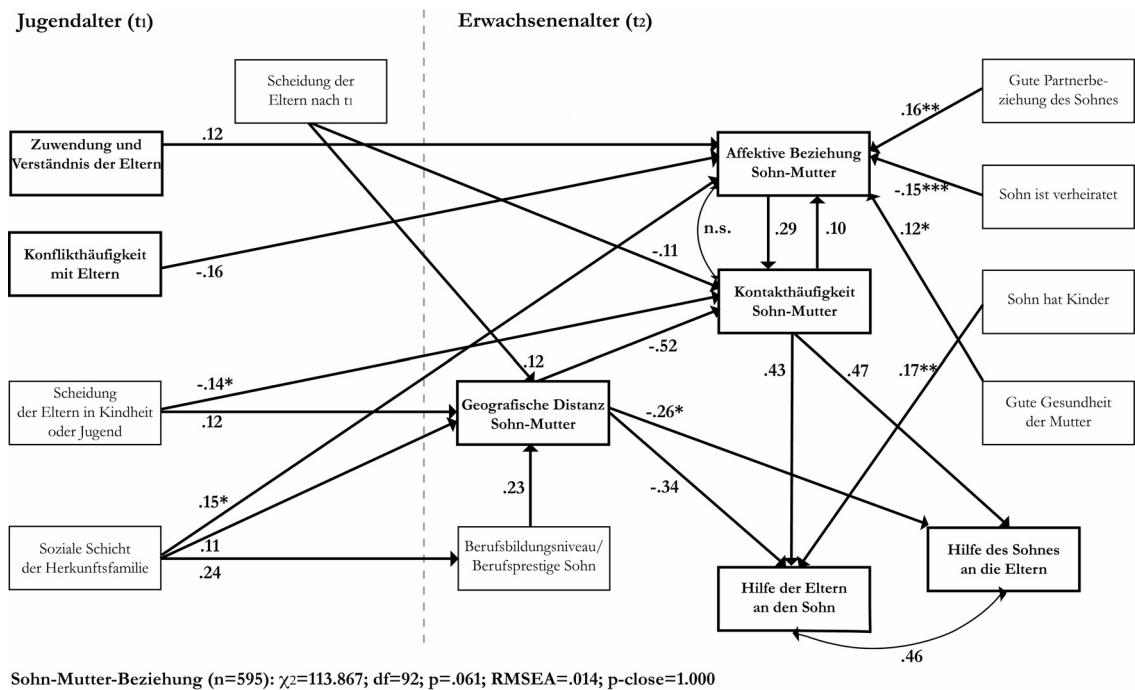 Jugendalter (t1)
Erwachsenenalter (t2)
Scheidung der
Eltern nach t1
Gute Partnerbe-
ziehung des Sohnes
.16**
.12
Zuwendung und
Verständnis der Eltern
Affektive Beziehung
Sohn-Mutter
-.15***
Sohn ist verheiratet
.12*
n.s.
.29
.10
Konflikthäufigkeit
mit Eltern
-.16
-.11
Kontakthäufigkeit
Sohn-Mutter
Sohn hat Kinder
-.52
.12
.43
.47
.17**
-.14*
Scheidung
der Eltern in Kindheit
oder Jugend
.12
Geografische Distanz
Sohn-Mutter
-.26*
Gute Gesundheit
der Mutter
.23
-.34
.15*
.11
Soziale Schicht
der Herkunftsfamilie
.24
Berufsbildungsniveau/
Berufsprestige Sohn
Hilfe des Sohnes
an die Eltern
Hilfe der Eltern
an den Sohn
.46
Sohn-Mutter-Beziehung (n=595): χ2=113.867; df=92; p=.061; RMSEA=.014; p-close=1.000